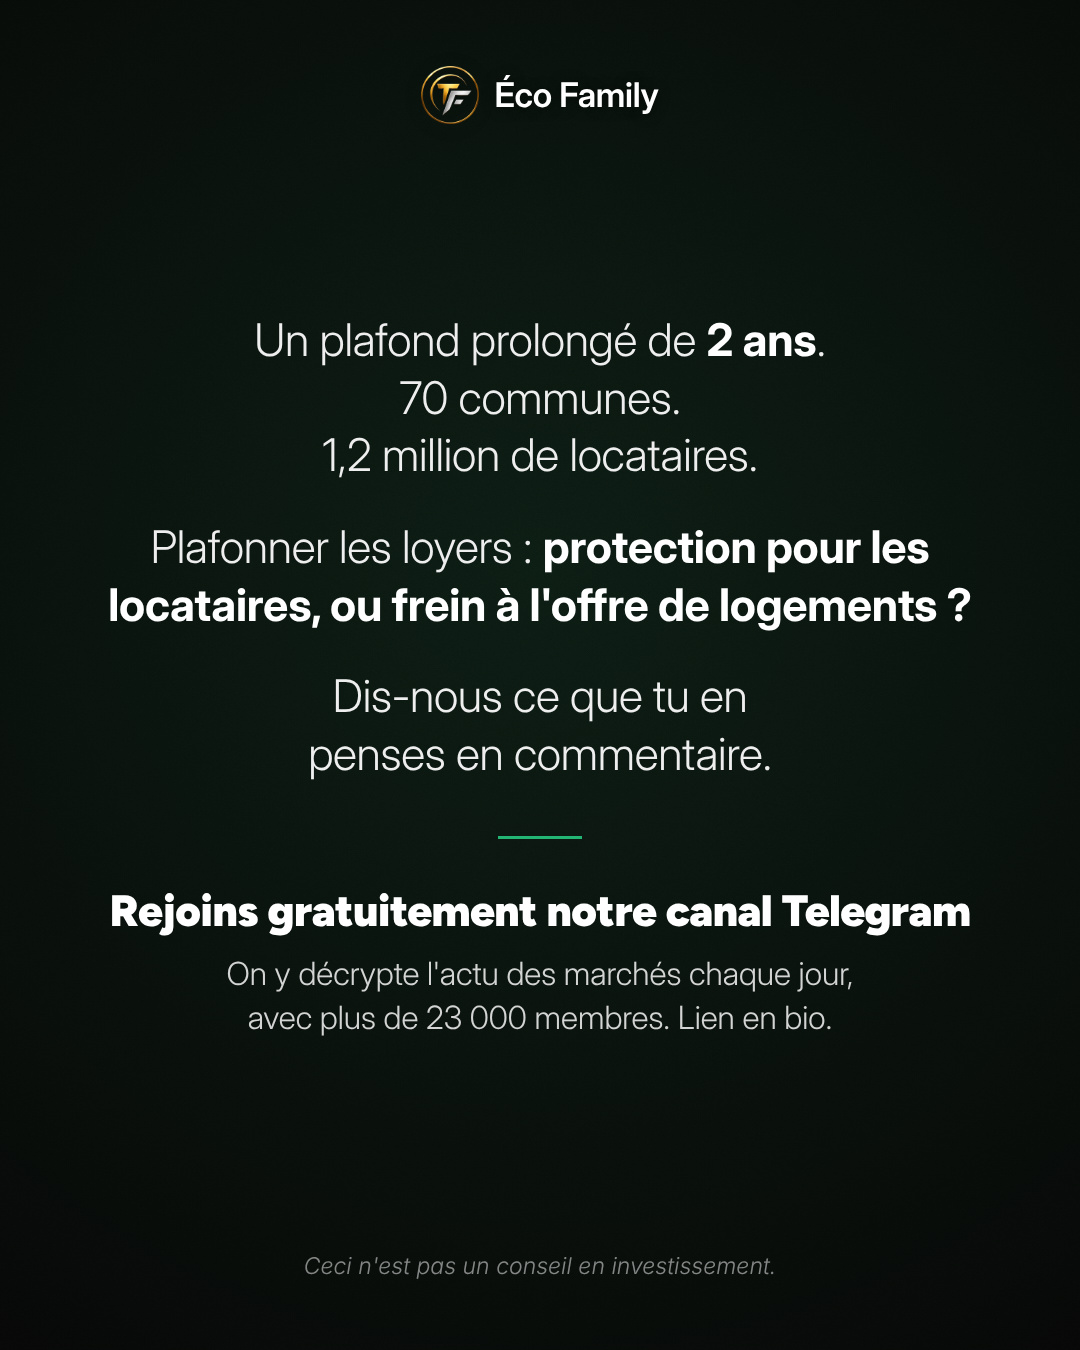 TF Éco Family
Un plafond prolongé de 2 ans.
70 communes.
1,2 million de locataires.
Plafonner les loyers : protection pour les
locataires, ou frein à l'offre de logements ?
Dis-nous ce que tu en
penses en commentaire.
Rejoins gratuitement notre canal Telegram
On y décrypte l'actu des marchés chaque jour,
avec plus de 23 000 membres. Lien en bio.
Ceci n'est pas un conseil en investissement.